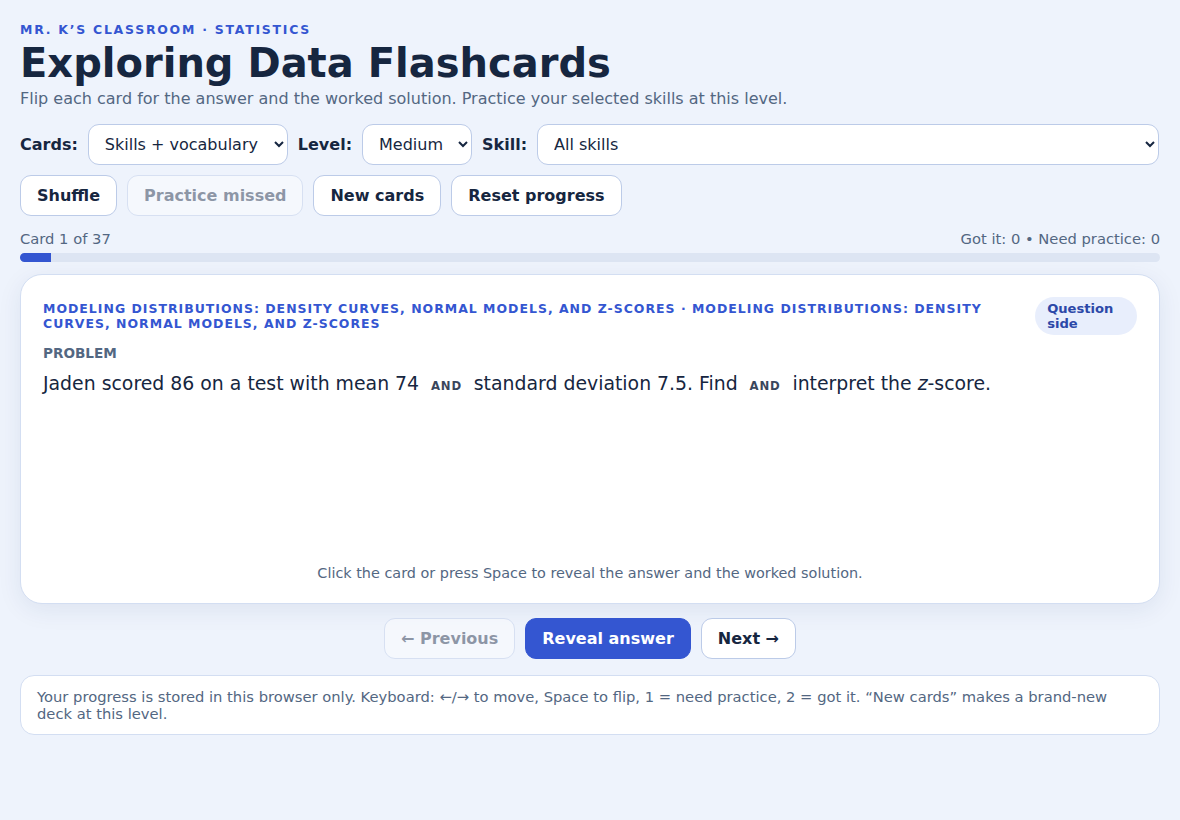 MR. K’S CLASSROOM · STATISTICS
Exploring Data Flashcards
Flip each card for the answer and the worked solution. Practice your selected skills at this level.
Cards: Skills + vocabulary Level: Medium Skill: All skills
Shuffle Practice missed New cards Reset progress
Card 1 of 37 Got it: 0 • Need practice: 0
MODELING DISTRIBUTIONS: DENSITY CURVES, NORMAL MODELS, AND Z-SCORES · MODELING DISTRIBUTIONS: DENSITY
CURVES, NORMAL MODELS, AND Z-SCORES
Question
side
PROBLEM
Jaden scored 86 on a test with mean 74 AND standard deviation 7.5. Find AND interpret the z-score.
Click the card or press Space to reveal the answer and the worked solution.
← Previous Reveal answer Next →
Your progress is stored in this browser only. Keyboard: ←/→ to move, Space to flip, 1 = need practice, 2 = got it. “New cards” makes a brand-new
deck at this level.